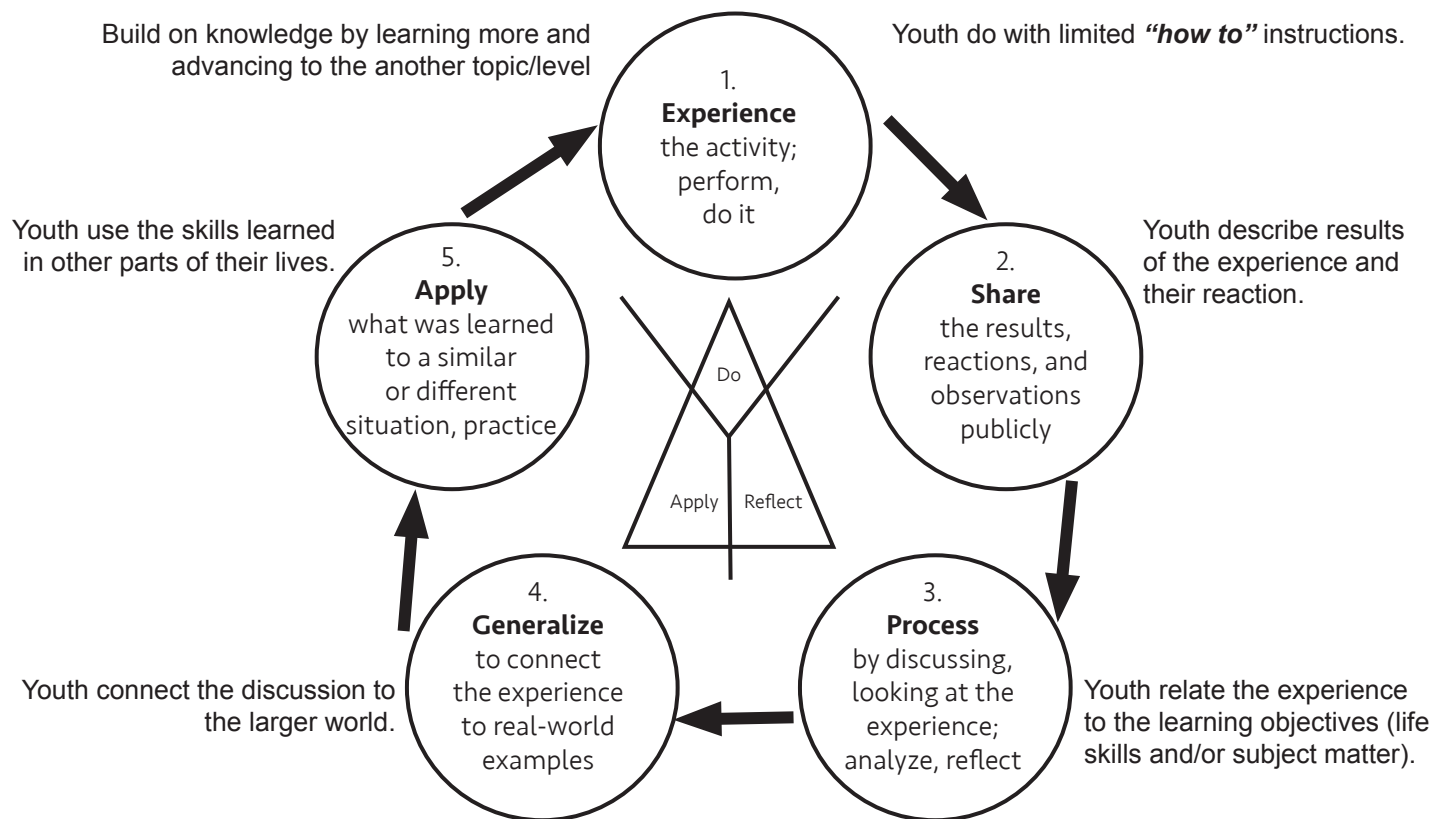 Build on knowledge by learning more and
advancing to the another topic/level
1.
Experience
the activity;
perform,
do it
Youth do with limited “how to” instructions.
2.
Share
the results,
reactions, and
observations
publicly
Youth describe results
of the experience and
their reaction.
3.
Process
by discussing,
looking at the
experience;
analyze, reflect
Youth relate the experience
to the learning objectives (life
skills and/or subject matter).
4.
Generalize
to connect
the experience
to real-world
examples
Youth connect the discussion to
the larger world.
5.
Apply
what was learned
to a similar
or different
situation, practice
Youth use the skills learned
in other parts of their lives.
Do
Apply
Reflect